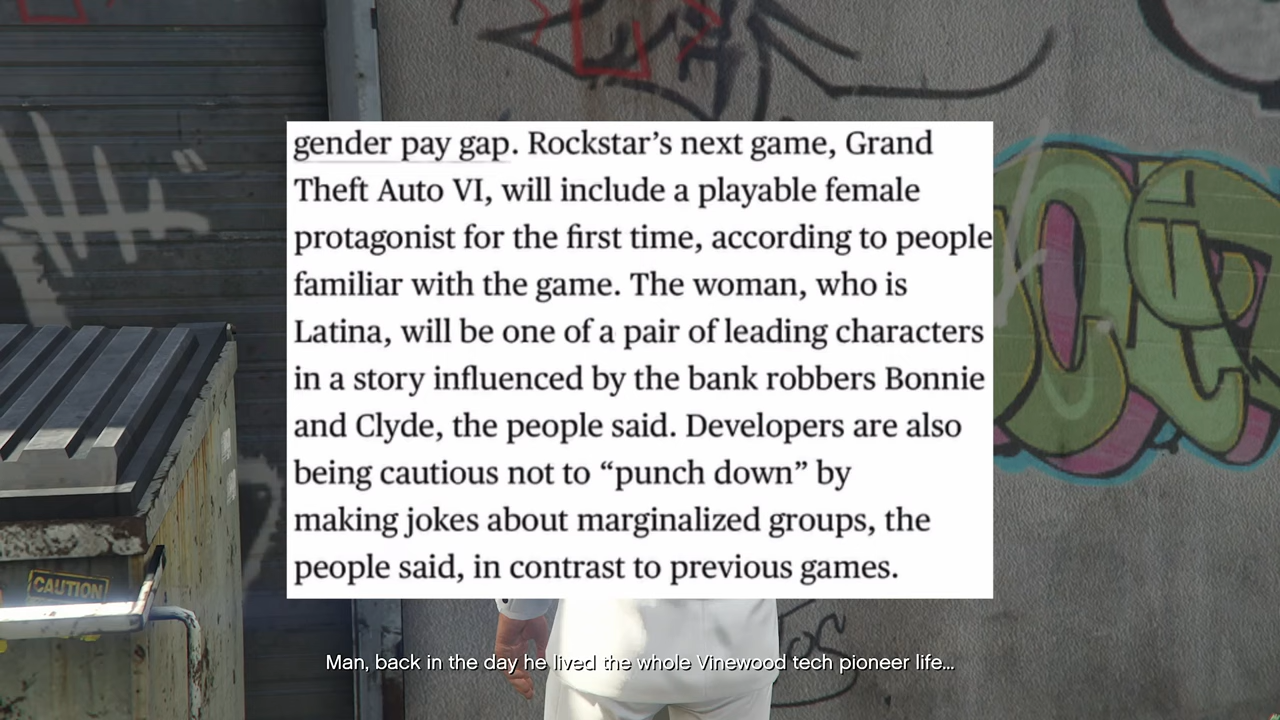 gender pay gap. Rockstar’s next game, Grand
Theft Auto VI, will include a playable female
protagonist for the first time, according to people
familiar with the game. The woman, who is
Latina, will be one of a pair of leading characters
in a story influenced by the bank robbers Bonnie
and Clyde, the people said. Developers are also
being cautious not to “punch down” by
making jokes about marginalized groups, the
people said, in contrast to previous games.
CAUTION
Man, back in the day he lived the whole Vinewood tech pioneer life...